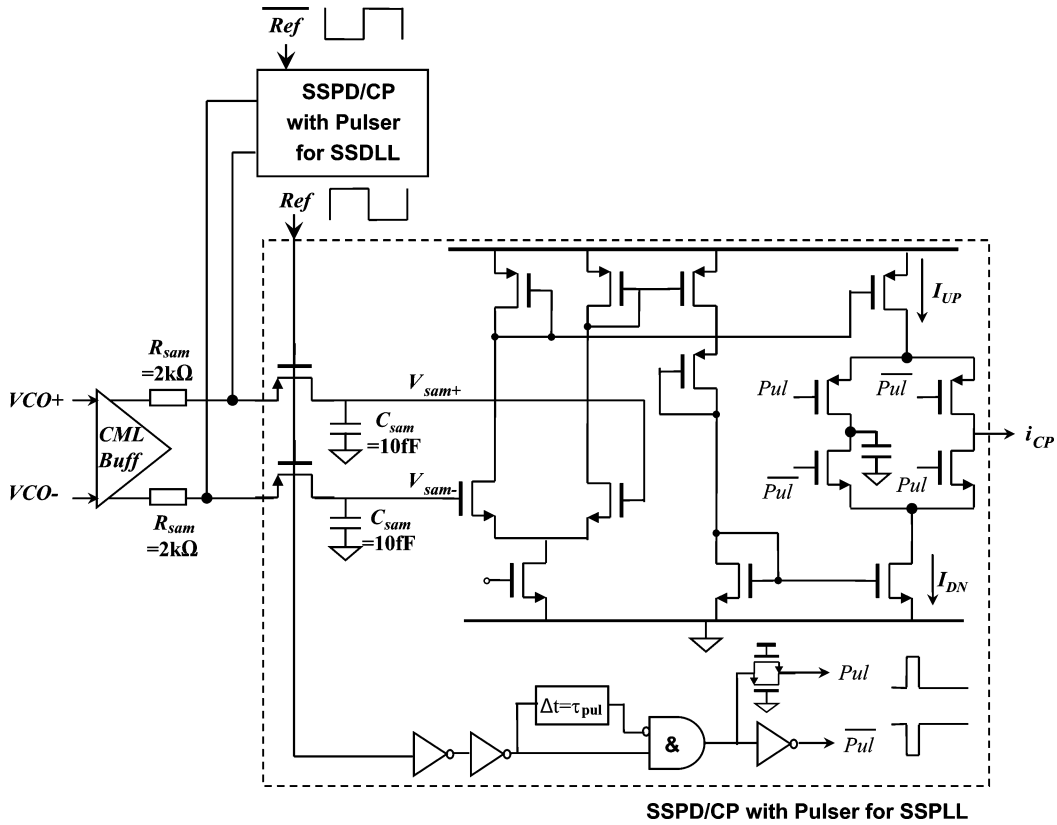 Ref
SSPD/CP
with Pulser
for SSDLL
Ref
I_UP
R_sam
=2kΩ
VCO+
CML
Buff
VCO-
R_sam
=2kΩ
V_sam+
C_sam
=10fF
V_sam-
C_sam
=10fF
Pul
Pul
i_CP
Pul
Pul
I_DN
Δt=τ_pul
&
Pul
Pul
SSPD/CP with Pulser for SSPLL